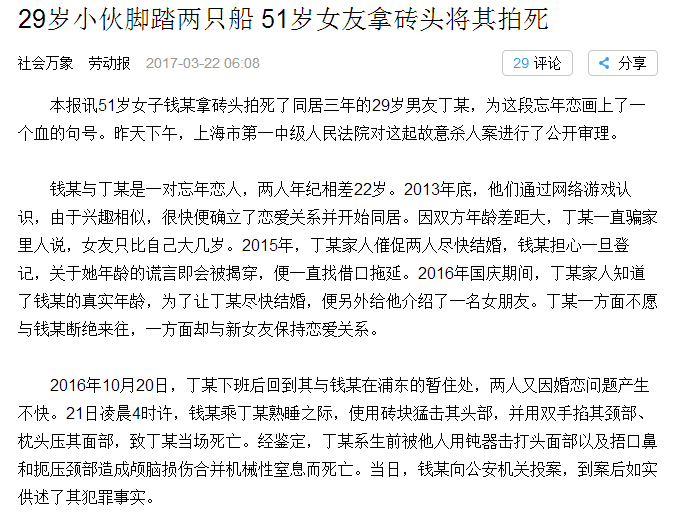 29岁小伙脚踏两只船 51岁女友拿砖头将其拍死
社会万象 劳动报 2017-03-22 06:08 29 评论 分享
本报讯51岁女子钱某拿砖头拍死了同居三年的29岁男友丁某，为这段忘年恋画上了一
个血的句号。昨天下午，上海市第一中级人民法院对这起故意杀人案进行了公开审理。
钱某与丁某是一对忘年恋人，两人年纪相差22岁。2013年底，他们通过网络游戏认
识，由于兴趣相似，很快便确立了恋爱关系并开始同居。因双方年龄差距大，丁某一直骗家
里人说，女友只比自己大几岁。2015年，丁某家人催促两人尽快结婚，钱某担心一旦登
记，关于她年龄的谎言即会被揭穿，便一直找借口拖延。2016年国庆期间，丁某家人知道
了钱某的真实年龄，为了让丁某尽快结婚，便另外给他介绍了一名女朋友。丁某一方面不愿
与钱某断绝来往，一方面却与新女友保持恋爱关系。
2016年10月20日，丁某下班后回到其与钱某在浦东的暂住处，两人又因婚恋问题产生
不快。21日凌晨4时许，钱某乘丁某熟睡之际，使用砖块猛击其头部，并用双手掐其颈部、
枕头压其面部，致丁某当场死亡。经鉴定，丁某系生前被他人用钝器击打头面部以及捂口鼻
和扼压颈部造成颅脑损伤合并机械性窒息而死亡。当日，钱某向公安机关投案，到案后如实
供述了其犯罪事实。